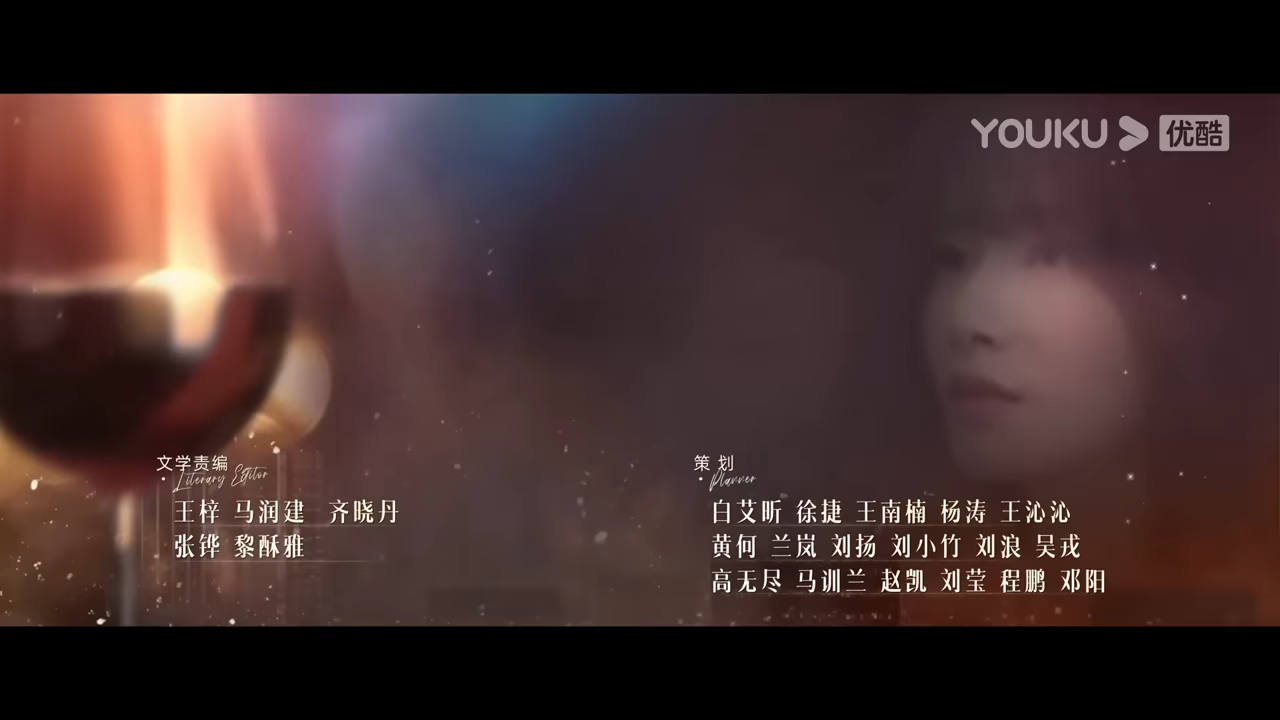 YOUKU 优酷
文学责编
Literary Editor
王梓 马润建 齐晓丹
张铧 黎酥雅
策 划
Planner
白艾昕 徐捷 王南楠 杨涛 王沁沁
黄何 兰岚 刘扬 刘小竹 刘浪 吴戎
高无尽 马训兰 赵凯 刘莹 程鹏 邓阳